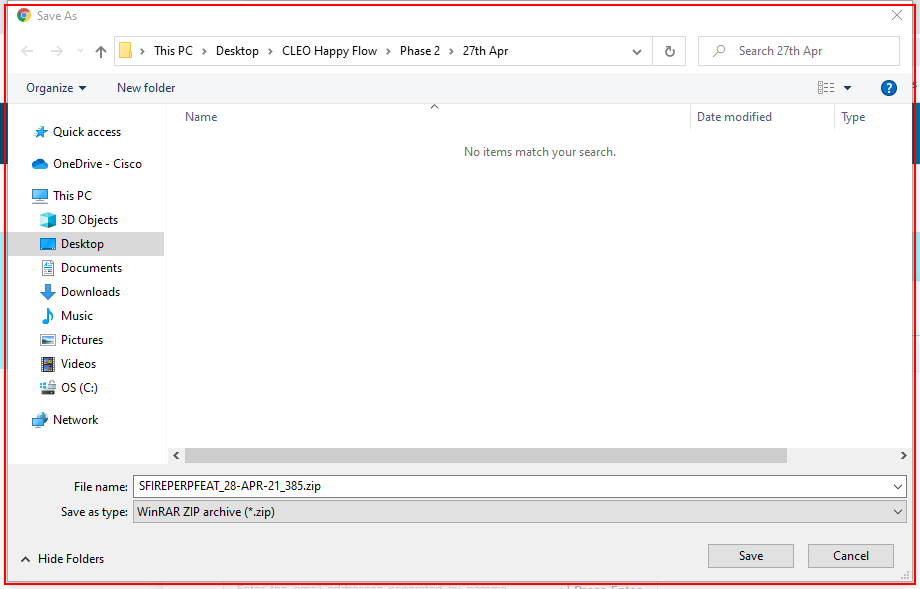 Save As
This PC > Desktop > CLEO Happy Flow > Phase 2 > 27th Apr
Search 27th Apr
Organize
New folder
?
Name
Date modified
Type
No items match your search.
Quick access
OneDrive - Cisco
This PC
3D Objects
Desktop
Documents
Downloads
Music
Pictures
Videos
OS (C:)
Network
File name: SFIREPERPFEAT_28-APR-21_385.zip
Save as type: WinRAR ZIP archive (*.zip)
Hide Folders
Save
Cancel